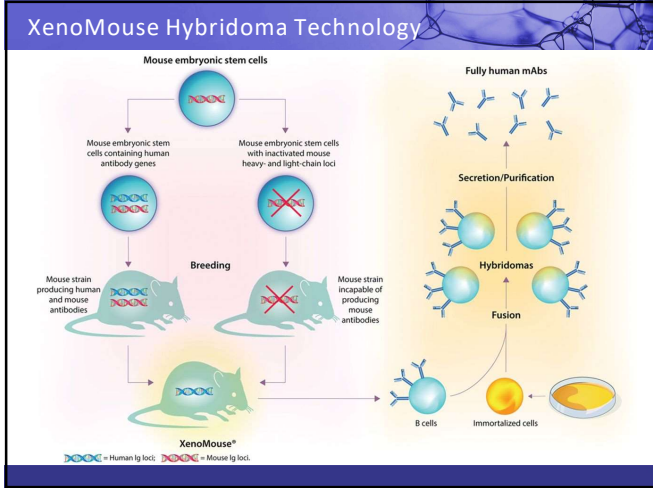 XenoMouse Hybridoma Technology
Mouse embryonic stem cells
Mouse embryonic stem
cells containing human
antibody genes
Mouse embryonic stem cells
with inactivated mouse
heavy- and light-chain loci
Mouse strain
producing human
and mouse
antibodies
Breeding
Mouse strain
incapable of
producing
mouse
antibodies
XenoMouse®
= Human Ig loci; = Mouse Ig loci.
Fully human mAbs
Secretion/Purification
Hybridomas
Fusion
B cells
Immortalized cells